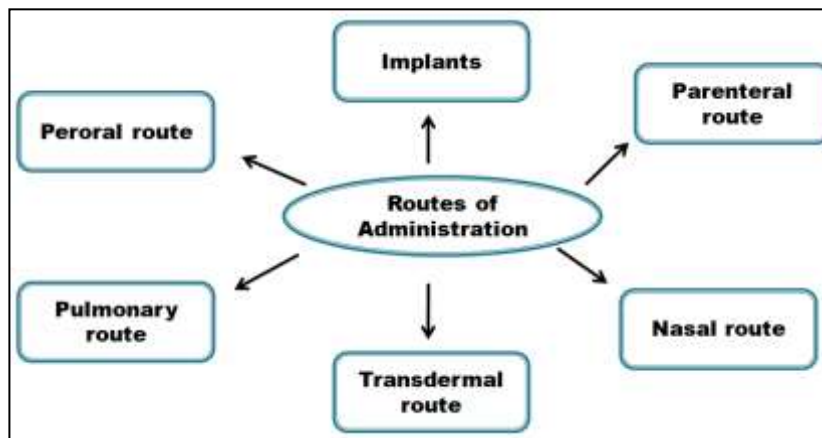 Implants
Parenteral
route
Peroral route
Routes of
Administration
Pulmonary
route
Nasal route
Transdermal
route